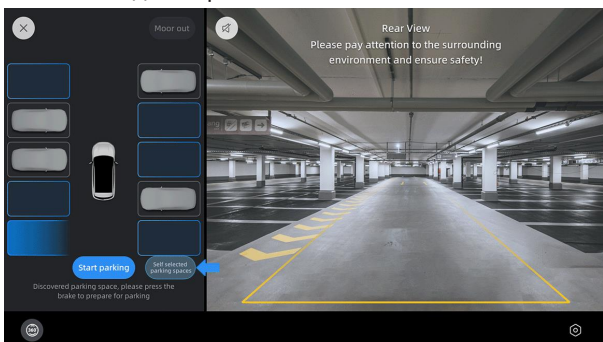 Moor out
Rear View
Please pay attention to the surrounding
environment and ensure safety!
Start parking
Self selected
parking spaces
Discovered parking space, please press the
brake to prepare for parking
360